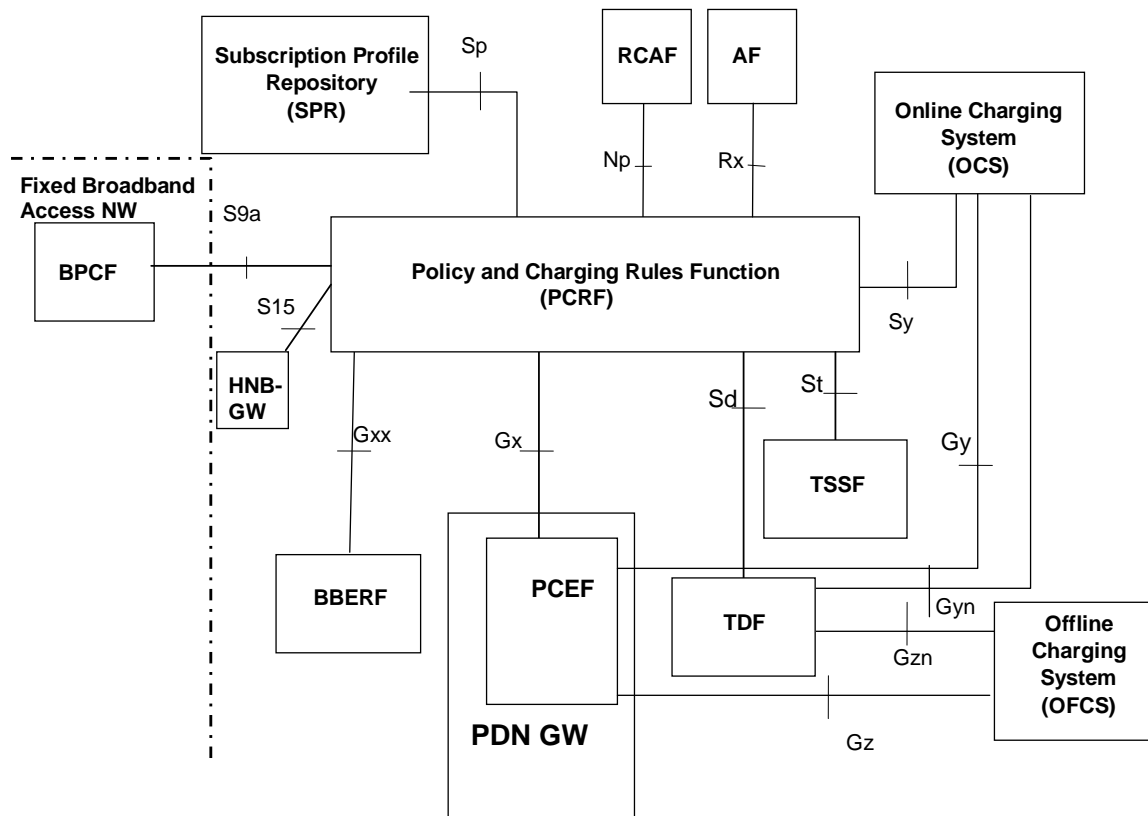 Subscription Profile
Repository
(SPR)
Sp
RCAF
AF
Online Charging
System
(OCS)
Np
Rx
Fixed Broadband
Access NW
S9a
BPCF
Policy and Charging Rules Function
(PCRF)
S15
Sy
HNB-
GW
Gxx
Gx
Sd
St
Gy
TSSF
BBERF
PCEF
TDF
Gyn
Gzn
Offline
Charging
System
(OFCS)
PDN GW
Gz